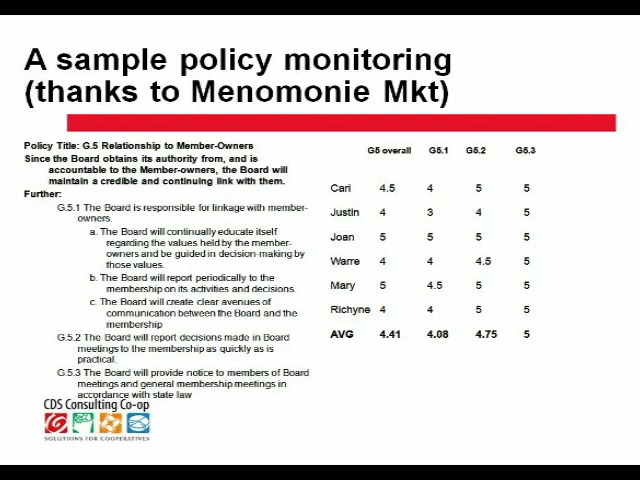 A sample policy monitoring
(thanks to Menomonie Mkt)
Policy Title: G.5 Relationship to Member-Owners
Since the Board obtains its authority from, and is
accountable to the Member-owners, the Board will
maintain a credible and continuing link with them.
Further:
G.5.1 The Board is responsible for linkage with member-
owners.
a. The Board will continually educate itself
regarding the values held by the member-
owners and be guided in decision-making by
those values.
b. The Board will report periodically to the
membership on its activities and decisions.
c. The Board will create clear avenues of
communication between the Board and the
membership
G.5.2 The Board will report decisions made in Board
meetings to the membership as quickly as is
practical.
G.5.3 The Board will provide notice to members of Board
meetings and general membership meetings in
accordance with state law
G5 overall G5.1 G5.2 G5.3
Cari 4.5 4 5 5
Justin 4 3 4 5
Joan 5 5 5 5
Warre 4 4 4.5 5
Mary 5 4.5 5 5
Richyne 4 4 5 5
AVG 4.41 4.08 4.75 5
CDS Consulting Co-op
SOLUTIONS FOR COOPERATIVES